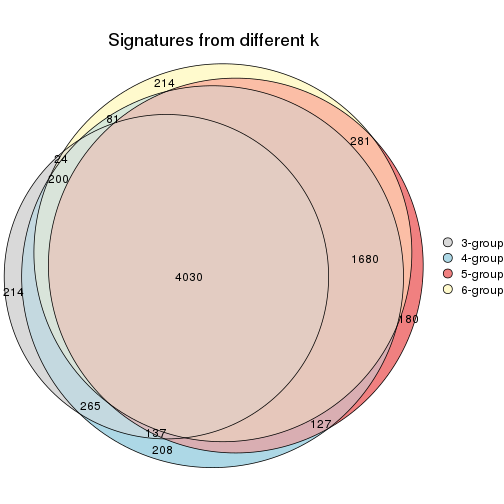 Signatures from different k
214
81
281
24
200
4030
1680
214
180
265
137
127
208
3-group
4-group
5-group
6-group